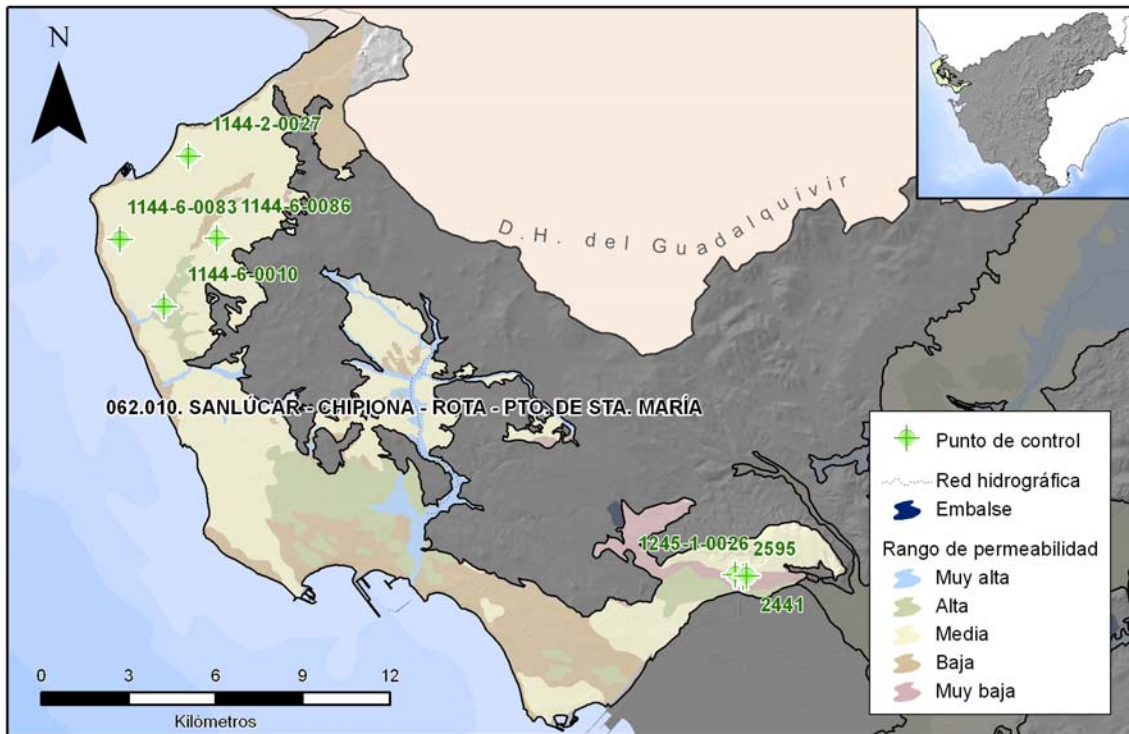 N
1144-2-0027
1144-6-0083
1144-6-0086
1144-6-0010
D.H. del Guadalquivir
062.010. SANLÚCAR - CHIPIONA - ROTA - PTO. DE STA. MARÍA
1245-1-0026
2595
2441
0 3 6 9 12
Kilómetros
Punto de control
Red hidrográfica
Embalse
Rango de permeabilidad
Muy alta
Alta
Media
Baja
Muy baja